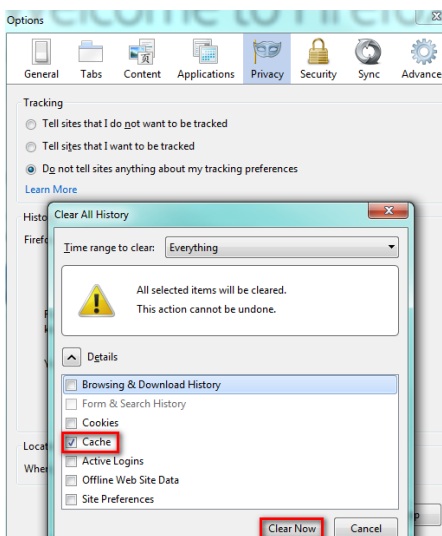 Options
General Tabs Content Applications Privacy Security Sync Advance
Tracking
Tell sites that I do not want to be tracked
Tell sites that I want to be tracked
Do not tell sites anything about my tracking preferences
Learn More
Histo
Clear All History
Firefo
Time range to clear: Everything
All selected items will be cleared.
This action cannot be undone.
Details
Browsing & Download History
Form & Search History
Cookies
Cache
Locat
Active Logins
Wher
Offline Web Site Data
Site Preferences
Clear Now Cancel